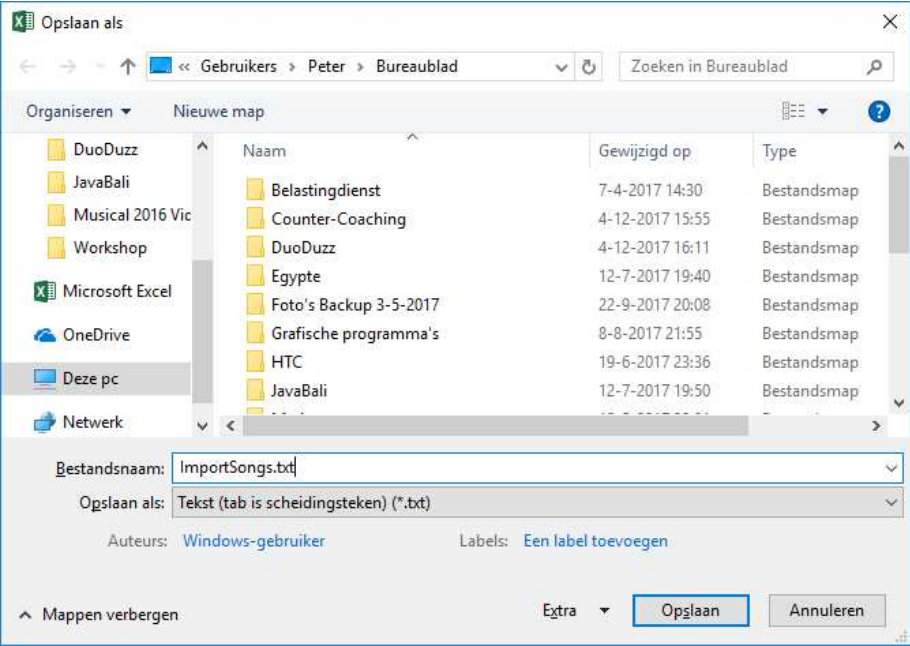 Opslaan als
« Gebruikers › Peter › Bureaublad
Zoeken in Bureaublad
Organiseren
Nieuwe map
DuoDuzz
JavaBali
Musical 2016 Vic
Workshop
Microsoft Excel
OneDrive
Deze pc
Netwerk
Naam Gewijzigd op Type
Belastingdienst 7-4-2017 14:30 Bestandsmap
Counter-Coaching 4-12-2017 15:55 Bestandsmap
DuoDuzz 4-12-2017 16:11 Bestandsmap
Egypte 12-7-2017 19:40 Bestandsmap
Foto's Backup 3-5-2017 22-9-2017 20:08 Bestandsmap
Grafische programma's 8-8-2017 21:55 Bestandsmap
HTC 19-6-2017 23:36 Bestandsmap
JavaBali 12-7-2017 19:50 Bestandsmap
Bestandsnaam: ImportSongs.txt
Opslaan als: Tekst (tab is scheidingsteken) (*.txt)
Auteurs: Windows-gebruiker Labels: Een label toevoegen
Mappen verbergen Extra Opslaan Annuleren